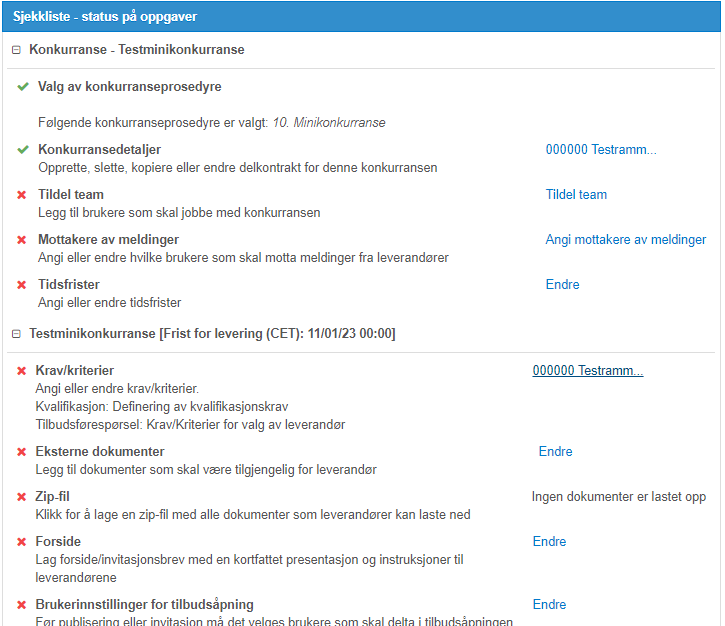 Sjekkliste - status på oppgaver
Konkurranse - Testminikonkurranse
Valg av konkurranseprosedyre
Følgende konkurranseprosedyre er valgt: 10. Minikonkurranse
Konkurransedetaljer
000000 Testramm...
Opprette, slette, kopiere eller endre delkontrakt for denne konkurransen
Tildel team
Tildel team
Legg til brukere som skal jobbe med konkurransen
Mottakere av meldinger
Angi mottakere av meldinger
Angi eller endre hvilke brukere som skal motta meldinger fra leverandører
Tidsfrister
Endre
Angi eller endre tidsfrister
Testminikonkurranse [Frist for levering (CET): 11/01/23 00:00]
Krav/kriterier
000000 Testramm...
Angi eller endre krav/kriterier.
Kvalifikasjon: Definering av kvalifikasjonskrav
Tilbudsførespørsel: Krav/Kriterier for valg av leverandør
Eksterne dokumenter
Endre
Legg til dokumenter som skal være tilgjengelig for leverandør
Zip-fil
Ingen dokumenter er lastet opp
Klikk for å lage en zip-fil med alle dokumenter som leverandører kan laste ned
Forside
Endre
Lag forside/invitasjonsbrev med en kortfattet presentasjon og instruksjoner til
leverandørene
Brukerinnstillinger for tilbudsåpning
Endre
Før publisering eller invitasjon må det velges brukere som skal delta i tilbudsåpningen